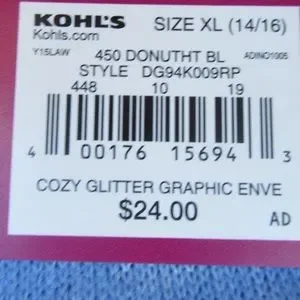 KOHL'S SIZE XL (14/16)
Kohls.com
Y15LAW 450 DONUTHT BL ADINO1005
STYLE DG94K009RP
448 10 19
4 00176 15694 3
COZY GLITTER GRAPHIC ENVE
$24.00
AD